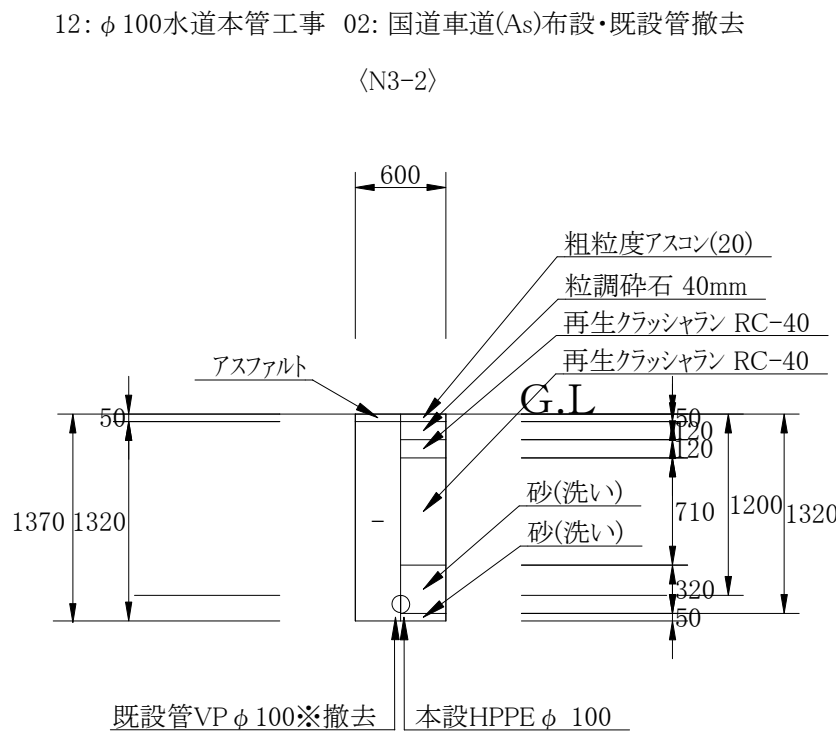 12: φ100水道本管工事 02: 国道車道(As)布設・既設管撤去
〈N3-2〉
600
粗粒度アスコン(20)
粒調砕石 40mm
再生クラッシャラン RC-40
アスファルト
再生クラッシャラン RC-40
G.L
50
50
120
120
砂(洗い)
1370
1320
-
710
1200
1320
砂(洗い)
320
50
既設管VPφ100※撤去
本設HPPEφ 100